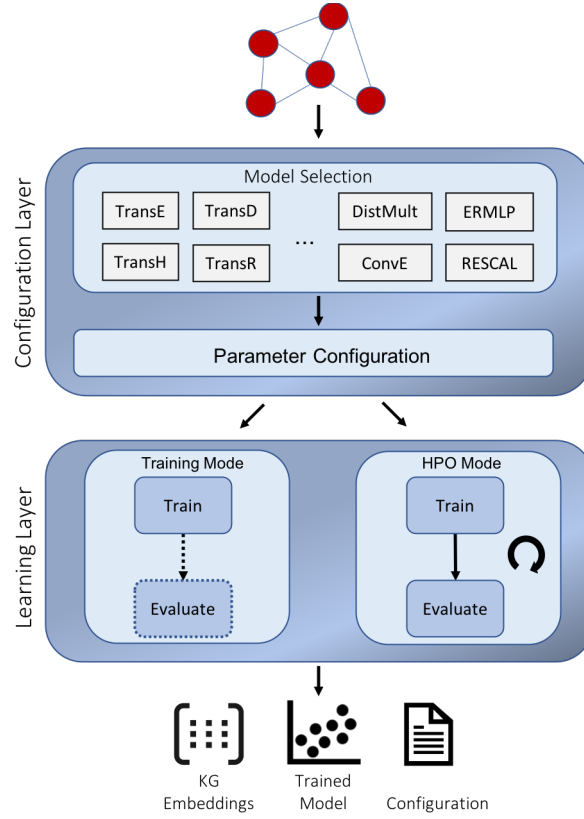 Configuration Layer
Model Selection
TransE
TransD
DistMult
ERMLP
...
TransH
TransR
ConvE
RESCAL
Parameter Configuration
Learning Layer
Training Mode
HPO Mode
Train
Train
Evaluate
Evaluate
KG
Embeddings
Trained
Model
Configuration